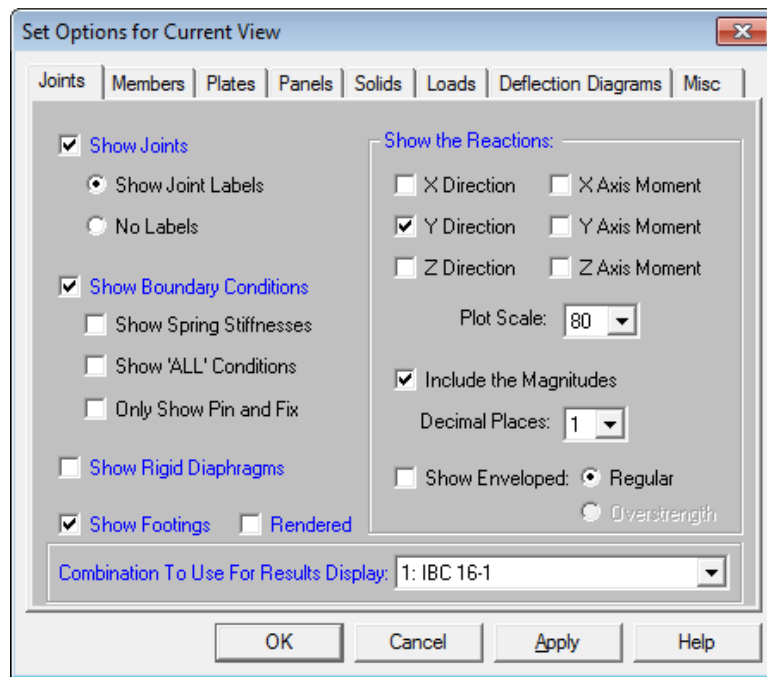 Set Options for Current View
Joints Members Plates Panels Solids Loads Deflection Diagrams Misc
Show Joints
Show Joint Labels
No Labels
Show Boundary Conditions
Show Spring Stiffnesses
Show 'ALL' Conditions
Only Show Pin and Fix
Show Rigid Diaphragms
Show Footings Rendered
Show the Reactions:
X Direction X Axis Moment
Y Direction Y Axis Moment
Z Direction Z Axis Moment
Plot Scale: 80
Include the Magnitudes
Decimal Places: 1
Show Enveloped: Regular
Overstrength
Combination To Use For Results Display: 1: IBC 16-1
OK Cancel Apply Help